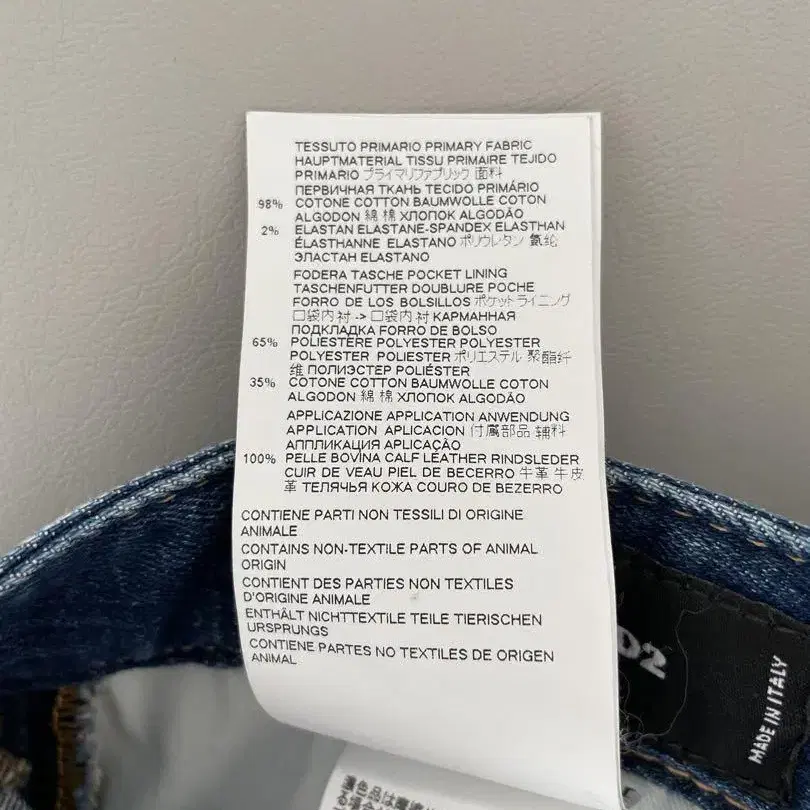 TESSUTO PRIMARIO PRIMARY FABRIC
HAUPTMATERIAL TISSU PRIMAIRE TEJIDO
PRIMARIO プライマリファブリック 面料
ПЕРВИЧНАЯ ТКАНЬ TECIDO PRIMÁRIO
98% COTONE COTTON BAUMWOLLE COTON
ALGODON 綿 棉 ХЛОПОК ALGODÃO
2% ELASTAN ELASTANE-SPANDEX ELASTHAN
ÉLASTHANNE ELASTANO ポリウレタン 氨纶
ЭЛАСТАН ELASTANO
FODERA TASCHE POCKET LINING
TASCHENFUTTER DOUBLURE POCHE
FORRO DE LOS BOLSILLOS ポケットライニング
口袋内衬 -> 口袋内衬 КАРМАННАЯ
ПОДКЛАДКА FORRO DE BOLSO
65% POLIESTERE POLYESTER POLYESTER
POLYESTER POLIESTER ポリエステル 聚酯纤
维 ПОЛИЭСТЕР POLIÉSTER
35% COTONE COTTON BAUMWOLLE COTON
ALGODON 綿 棉 ХЛОПОК ALGODÃO
APPLICAZIONE APPLICATION ANWENDUNG
APPLICATION APLICACION 付属部品 辅料
АППЛИКАЦИЯ APLICAÇÃO
100% PELLE BOVINA CALF LEATHER RINDSLEDER
CUIR DE VEAU PIEL DE BECERRO 牛革 牛皮
革 ТЕЛЯЧЬЯ КОЖА COURO DE BEZERRO
CONTIENE PARTI NON TESSILI DI ORIGINE
ANIMALE
CONTAINS NON-TEXTILE PARTS OF ANIMAL
ORIGIN
CONTIENT DES PARTIES NON TEXTILES
D'ORIGINE ANIMALE
ENTHÄLT NICHTTEXTILE TEILE TIERISCHEN
URSPRUNGS
CONTIENE PARTES NO TEXTILES DE ORIGEN
ANIMAL
D2
MADE IN ITALY